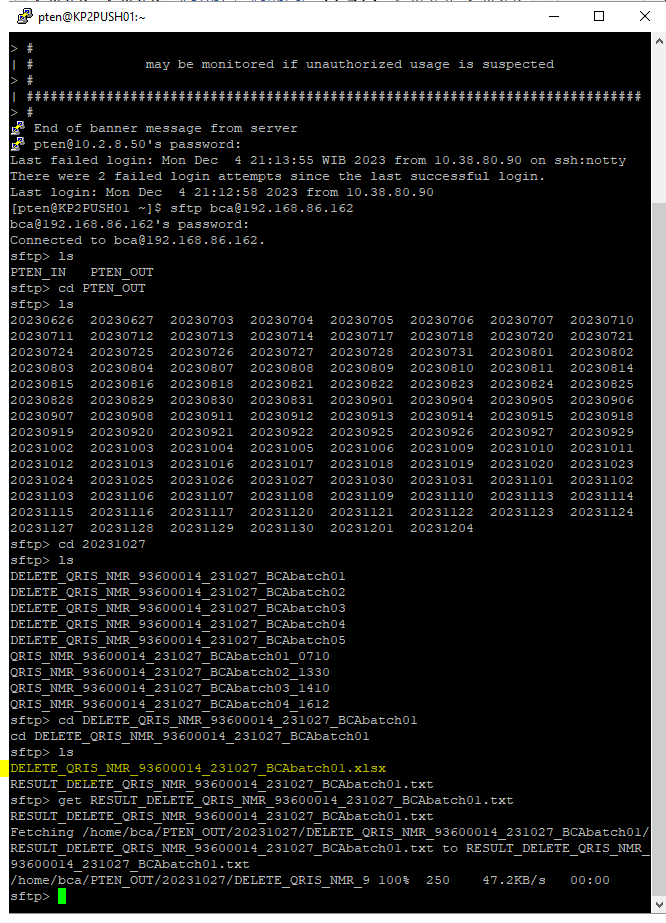 pten@KP2PUSH01:~
> #
| # may be monitored if unauthorized usage is suspected
> #
| #############################################################################
> #
End of banner message from server
pten@10.2.8.50's password:
Last failed login: Mon Dec  4 21:13:55 WIB 2023 from 10.38.80.90 on ssh:notty
There were 2 failed login attempts since the last successful login.
Last login: Mon Dec  4 21:12:58 2023 from 10.38.80.90
[pten@KP2PUSH01 ~]$ sftp bca@192.168.86.162
bca@192.168.86.162's password:
Connected to bca@192.168.86.162.
sftp> ls
PTEN_IN   PTEN_OUT
sftp> cd PTEN_OUT
sftp> ls
20230626  20230627  20230703  20230704  20230705  20230706  20230707  20230710
20230711  20230712  20230713  20230714  20230717  20230718  20230720  20230721
20230724  20230725  20230726  20230727  20230728  20230731  20230801  20230802
20230803  20230804  20230807  20230808  20230809  20230810  20230811  20230814
20230815  20230816  20230818  20230821  20230822  20230823  20230824  20230825
20230828  20230829  20230830  20230831  20230901  20230904  20230905  20230906
20230907  20230908  20230911  20230912  20230913  20230914  20230915  20230918
20230919  20230920  20230921  20230922  20230925  20230926  20230927  20230929
20231002  20231003  20231004  20231005  20231006  20231009  20231010  20231011
20231012  20231013  20231016  20231017  20231018  20231019  20231020  20231023
20231024  20231025  20231026  20231027  20231030  20231031  20231101  20231102
20231103  20231106  20231107  20231108  20231109  20231110  20231113  20231114
20231115  20231116  20231117  20231120  20231121  20231122  20231123  20231124
20231127  20231128  20231129  20231130  20231201  20231204
sftp> cd 20231027
sftp> ls
DELETE_QRIS_NMR_93600014_231027_BCAbatch01
DELETE_QRIS_NMR_93600014_231027_BCAbatch02
DELETE_QRIS_NMR_93600014_231027_BCAbatch03
DELETE_QRIS_NMR_93600014_231027_BCAbatch04
DELETE_QRIS_NMR_93600014_231027_BCAbatch05
QRIS_NMR_93600014_231027_BCAbatch01_0710
QRIS_NMR_93600014_231027_BCAbatch02_1330
QRIS_NMR_93600014_231027_BCAbatch03_1410
QRIS_NMR_93600014_231027_BCAbatch04_1612
sftp> cd DELETE_QRIS_NMR_93600014_231027_BCAbatch01
cd DELETE_QRIS_NMR_93600014_231027_BCAbatch01
sftp> ls
DELETE_QRIS_NMR_93600014_231027_BCAbatch01.xlsx
RESULT_DELETE_QRIS_NMR_93600014_231027_BCAbatch01.txt
sftp> get RESULT_DELETE_QRIS_NMR_93600014_231027_BCAbatch01.txt
RESULT_DELETE_QRIS_NMR_93600014_231027_BCAbatch01.txt
Fetching /home/bca/PTEN_OUT/20231027/DELETE_QRIS_NMR_93600014_231027_BCAbatch01/
RESULT_DELETE_QRIS_NMR_93600014_231027_BCAbatch01.txt to RESULT_DELETE_QRIS_NMR_
93600014_231027_BCAbatch01.txt
/home/bca/PTEN_OUT/20231027/DELETE_QRIS_NMR_9 100%  250    47.2KB/s   00:00
sftp>